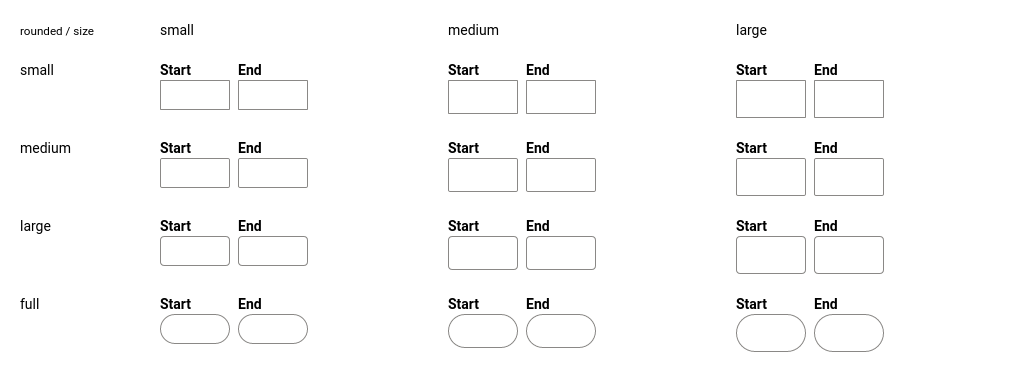 rounded / size small medium large
small Start End Start End Start End
medium Start End Start End Start End
large Start End Start End Start End
full Start End Start End Start End